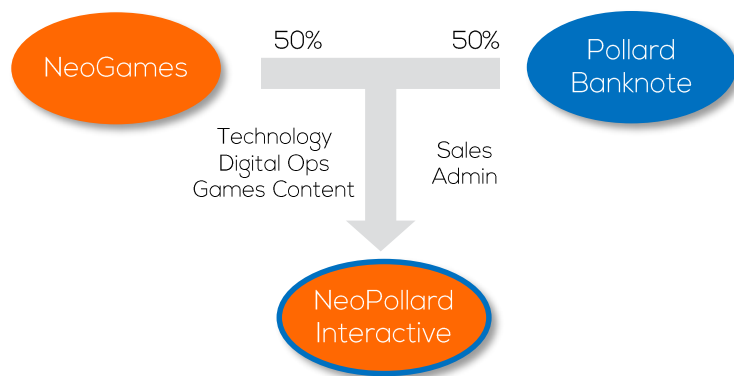 NeoGames
50%
50%
Pollard
Banknote
Technology
Digital Ops
Games Content
Sales
Admin
NeoPollard
Interactive